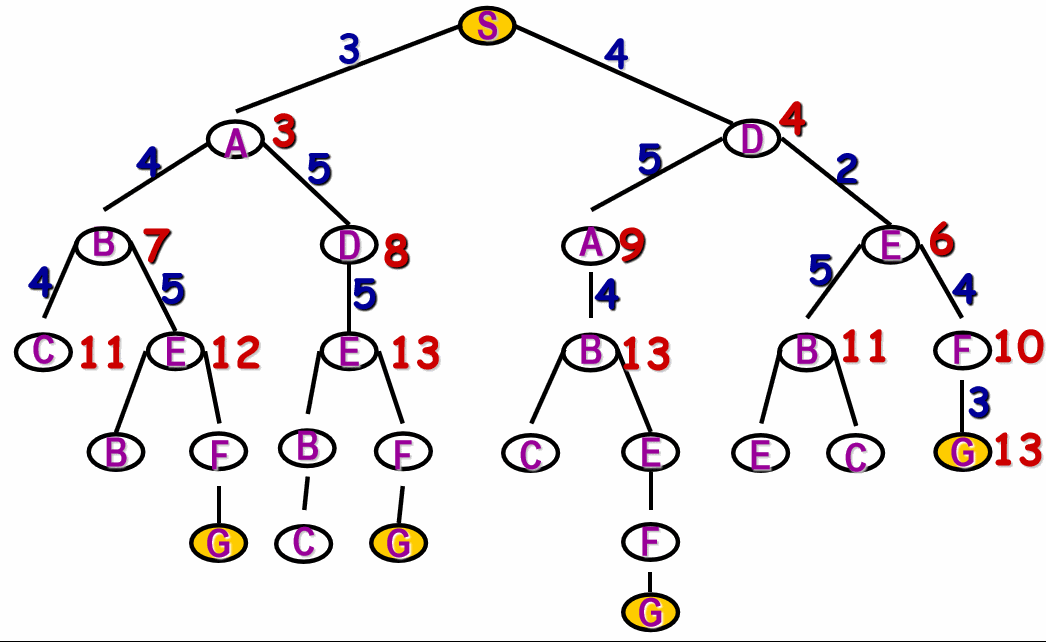 S
3 4
A 3 D 4
4 5 5 2
B 7 D 8 A 9 E 6
4 5 5 4 5 4
C 11 E 12 E 13 B 13 B 11 F 10
3
B F B F C E E C G 13
G C G F
G